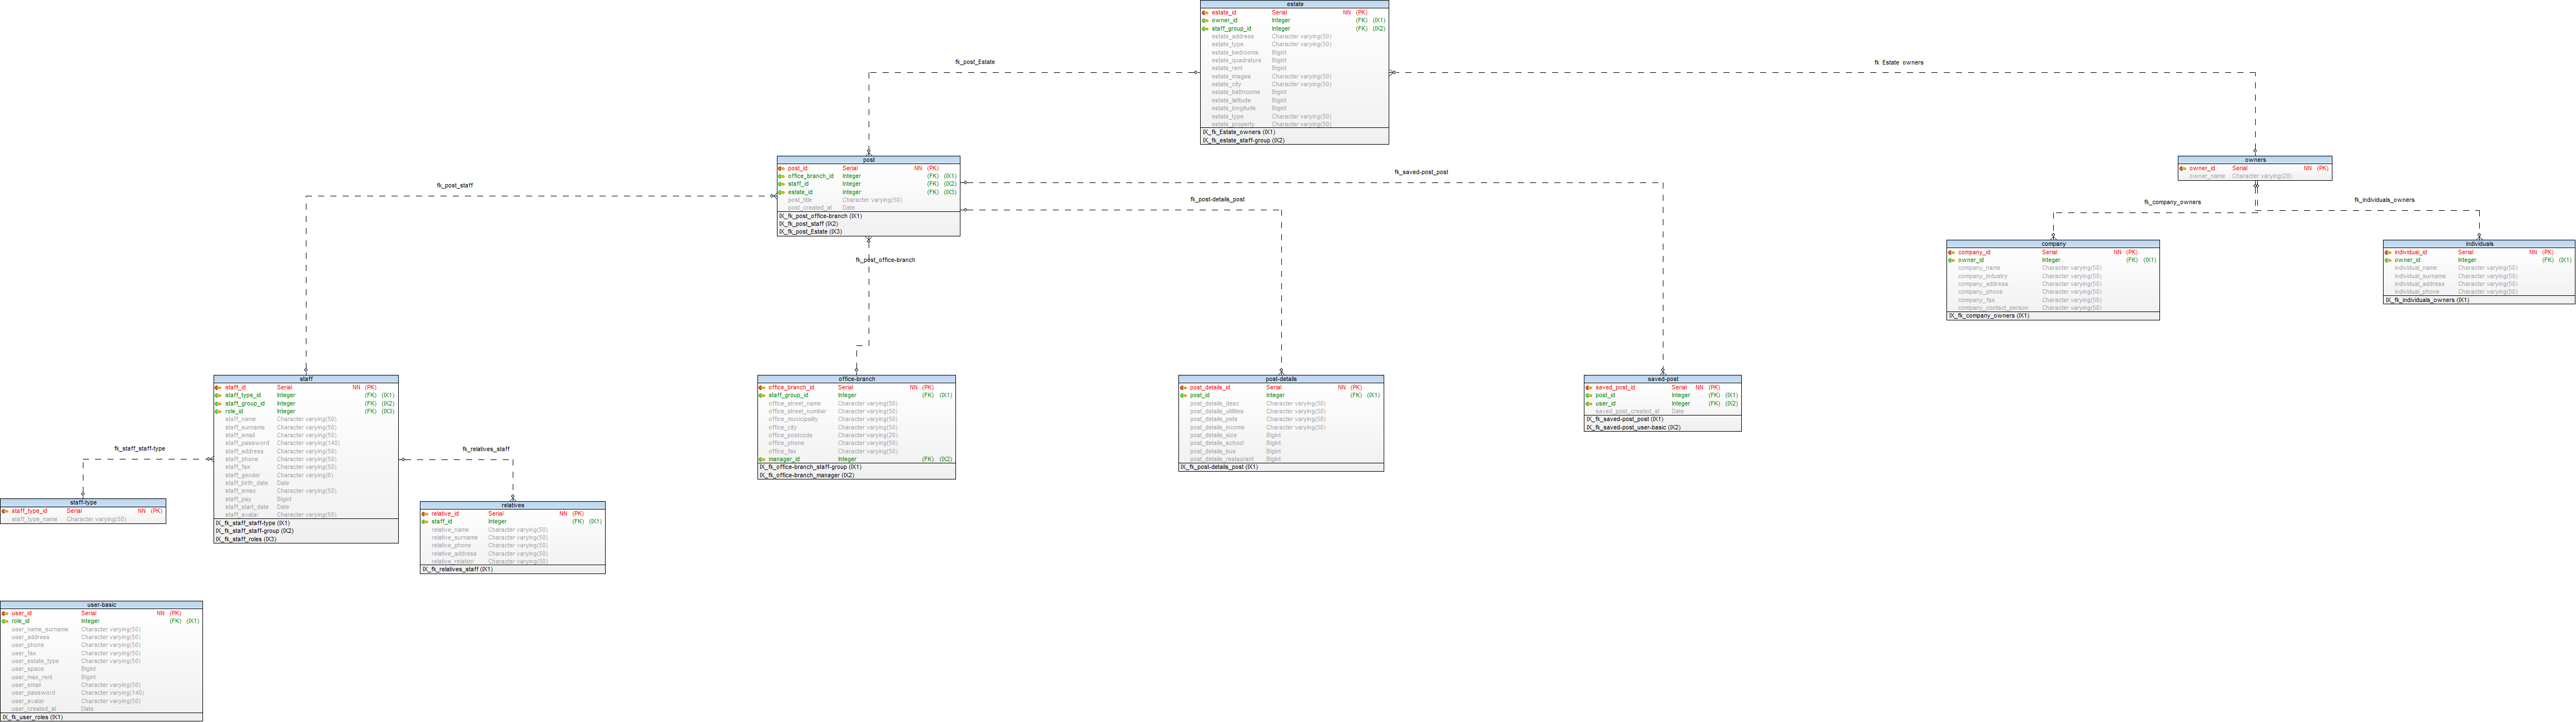 estate
estate_id Serial NN (PK)
owner_id Integer (FK) (IX1)
staff_group_id Integer (FK) (IX2)
estate_address Character varying(50)
estate_type Character varying(50)
estate_bedrooms Bigint
estate_quadrature Bigint
estate_rent Bigint
estate_images Character varying(50)
estate_city Character varying(50)
estate_bathrooms Bigint
estate_latitude Bigint
estate_longitude Bigint
estate_type Character varying(50)
estate_property Character varying(50)
IX_fk_Estate_owners (IX1)
IX_fk_estate_staff-group (IX2)
fk_post_Estate
fk_Estate_owners
post
post_id Serial NN (PK)
office_branch_id Integer (FK) (IX1)
staff_id Integer (FK) (IX2)
estate_id Integer (FK) (IX3)
post_title Character varying(50)
post_created_at Date
IX_fk_post_office-branch (IX1)
IX_fk_post_staff (IX2)
IX_fk_post_Estate (IX3)
owners
owner_id Serial NN (PK)
owner_name Character varying(20)
fk_post_staff
fk_saved-post_post
fk_post-details_post
fk_company_owners
fk_individuals_owners
fk_post_office-branch
company
company_id Serial NN (PK)
owner_id Integer (FK) (IX1)
company_name Character varying(50)
company_industry Character varying(50)
company_address Character varying(50)
company_phone Character varying(50)
company_fax Character varying(50)
company_contact_person Character varying(50)
IX_fk_company_owners (IX1)
individuals
individual_id Serial NN (PK)
owner_id Integer (FK) (IX1)
individual_name Character varying(50)
individual_surname Character varying(50)
individual_address Character varying(50)
individual_phone Character varying(50)
IX_fk_individuals_owners (IX1)
staff
staff_id Serial NN (PK)
staff_type_id Integer (FK) (IX1)
staff_group_id Integer (FK) (IX2)
role_id Integer (FK) (IX3)
staff_name Character varying(50)
staff_surname Character varying(50)
staff_email Character varying(50)
staff_password Character varying(140)
staff_address Character varying(50)
staff_phone Character varying(50)
staff_fax Character varying(50)
staff_gender Character varying(6)
staff_birth_date Date
staff_emso Character varying(50)
staff_pay Bigint
staff_start_date Date
staff_avatar Character varying(50)
IX_fk_staff_staff-type (IX1)
IX_fk_staff_staff-group (IX2)
IX_fk_staff_roles (IX3)
office-branch
office_branch_id Serial NN (PK)
staff_group_id Integer (FK) (IX1)
office_street_name Character varying(50)
office_street_number Character varying(50)
office_municipality Character varying(50)
office_city Character varying(50)
office_postcode Character varying(20)
office_phone Character varying(50)
office_fax Character varying(50)
manager_id Integer (FK) (IX2)
IX_fk_office-branch_staff-group (IX1)
IX_fk_office-branch_manager (IX2)
post-details
post_details_id Serial NN (PK)
post_id Integer (FK) (IX1)
post_details_desc Character varying(50)
post_details_utilities Character varying(50)
post_details_pets Character varying(50)
post_details_income Character varying(50)
post_details_size Bigint
post_details_school Bigint
post_details_bus Bigint
post_details_restaurant Bigint
IX_fk_post-details_post (IX1)
saved-post
saved_post_id Serial NN (PK)
post_id Integer (FK) (IX1)
user_id Integer (FK) (IX2)
saved_post_created_at Date
IX_fk_saved-post_post (IX1)
IX_fk_saved-post_user-basic (IX2)
fk_staff_staff-type
fk_relatives_staff
staff-type
staff_type_id Serial NN (PK)
staff_type_name Character varying(50)
relatives
relative_id Serial NN (PK)
staff_id Integer (FK) (IX1)
relative_name Character varying(50)
relative_surname Character varying(50)
relative_phone Character varying(50)
relative_address Character varying(50)
relative_relation Character varying(50)
IX_fk_relatives_staff (IX1)
user-basic
user_id Serial NN (PK)
role_id Integer (FK) (IX1)
user_name_surname Character varying(50)
user_address Character varying(50)
user_phone Character varying(50)
user_fax Character varying(50)
user_estate_type Character varying(50)
user_space Bigint
user_max_rent Bigint
user_email Character varying(50)
user_password Character varying(140)
user_avatar Character varying(50)
user_created_at Date
IX_fk_user_roles (IX1)